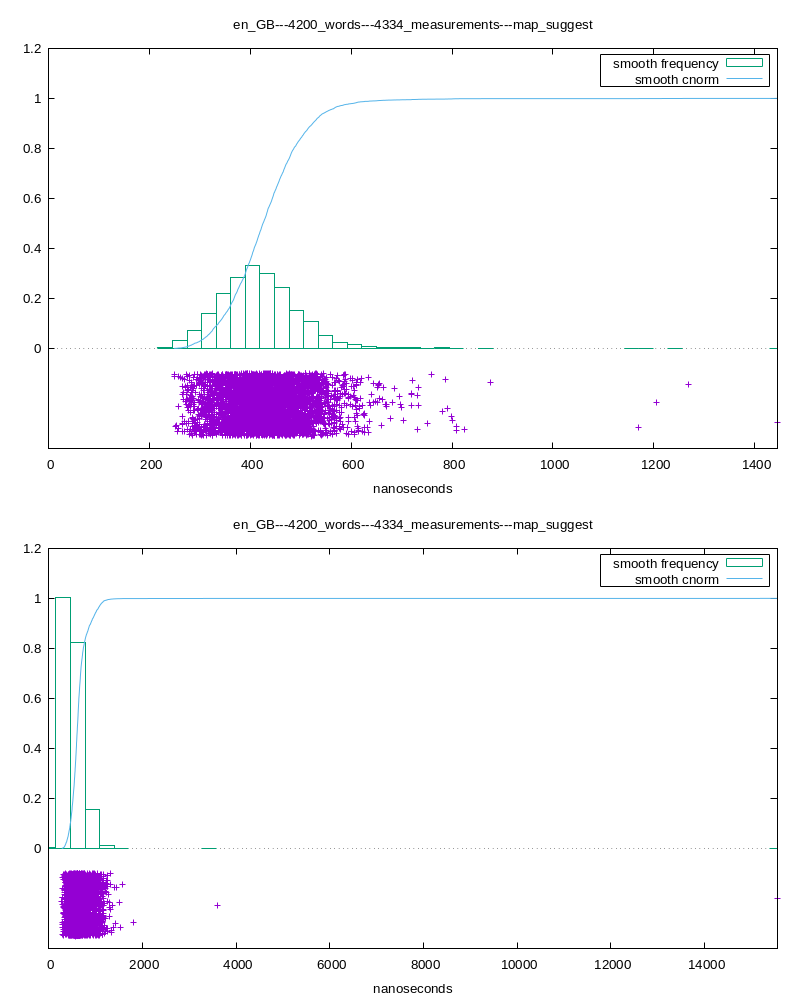 en_GB---4200_words---4334_measurements---map_suggest
1.2
smooth frequency
smooth cnorm
1
0.8
0.6
0.4
0.2
0
0 200 400 600 800 1000 1200 1400
nanoseconds
en_GB---4200_words---4334_measurements---map_suggest
1.2
smooth frequency
smooth cnorm
1
0.8
0.6
0.4
0.2
0
0 2000 4000 6000 8000 10000 12000 14000
nanoseconds